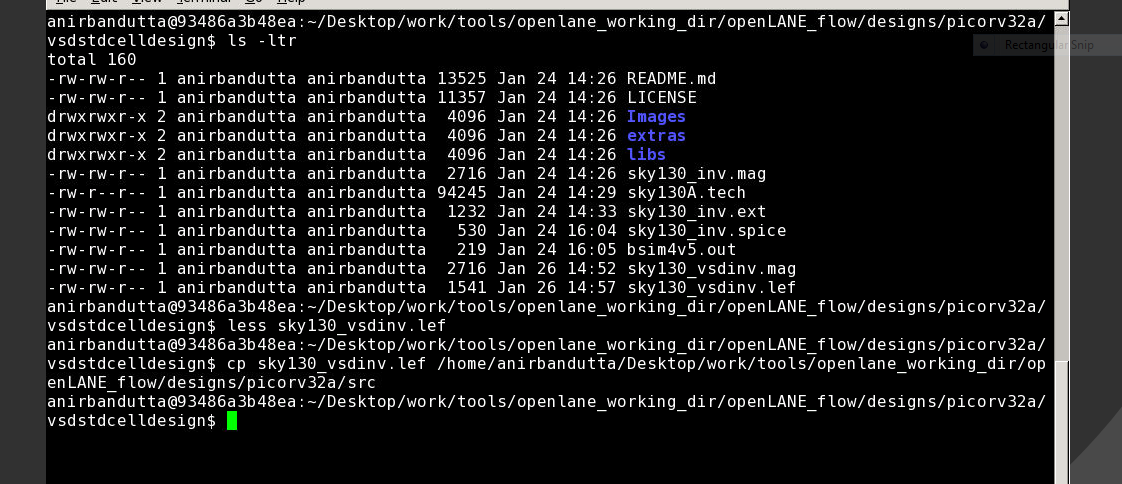 File Edit View Terminal Go Help
anirbandutta@93486a3b48ea:~/Desktop/work/tools/openlane_working_dir/openLANE_flow/designs/picorv32a/
vsdstdcelldesign$ ls -ltr
total 160
-rw-rw-r-- 1 anirbandutta anirbandutta 13525 Jan 24 14:26 README.md
-rw-rw-r-- 1 anirbandutta anirbandutta 11357 Jan 24 14:26 LICENSE
drwxrwxr-x 2 anirbandutta anirbandutta  4096 Jan 24 14:26 Images
drwxrwxr-x 2 anirbandutta anirbandutta  4096 Jan 24 14:26 extras
drwxrwxr-x 2 anirbandutta anirbandutta  4096 Jan 24 14:26 libs
-rw-rw-r-- 1 anirbandutta anirbandutta  2716 Jan 24 14:26 sky130_inv.mag
-rw-r--r-- 1 anirbandutta anirbandutta 94245 Jan 24 14:29 sky130A.tech
-rw-rw-r-- 1 anirbandutta anirbandutta  1232 Jan 24 14:33 sky130_inv.ext
-rw-rw-r-- 1 anirbandutta anirbandutta   530 Jan 24 16:04 sky130_inv.spice
-rw-rw-r-- 1 anirbandutta anirbandutta   219 Jan 24 16:05 bsim4v5.out
-rw-rw-r-- 1 anirbandutta anirbandutta  2716 Jan 26 14:52 sky130_vsdinv.mag
-rw-rw-r-- 1 anirbandutta anirbandutta  1541 Jan 26 14:57 sky130_vsdinv.lef
anirbandutta@93486a3b48ea:~/Desktop/work/tools/openlane_working_dir/openLANE_flow/designs/picorv32a/
vsdstdcelldesign$ less sky130_vsdinv.lef
anirbandutta@93486a3b48ea:~/Desktop/work/tools/openlane_working_dir/openLANE_flow/designs/picorv32a/
vsdstdcelldesign$ cp sky130_vsdinv.lef /home/anirbandutta/Desktop/work/tools/openlane_working_dir/op
enLANE_flow/designs/picorv32a/src
anirbandutta@93486a3b48ea:~/Desktop/work/tools/openlane_working_dir/openLANE_flow/designs/picorv32a/
vsdstdcelldesign$
Rectangular Snip